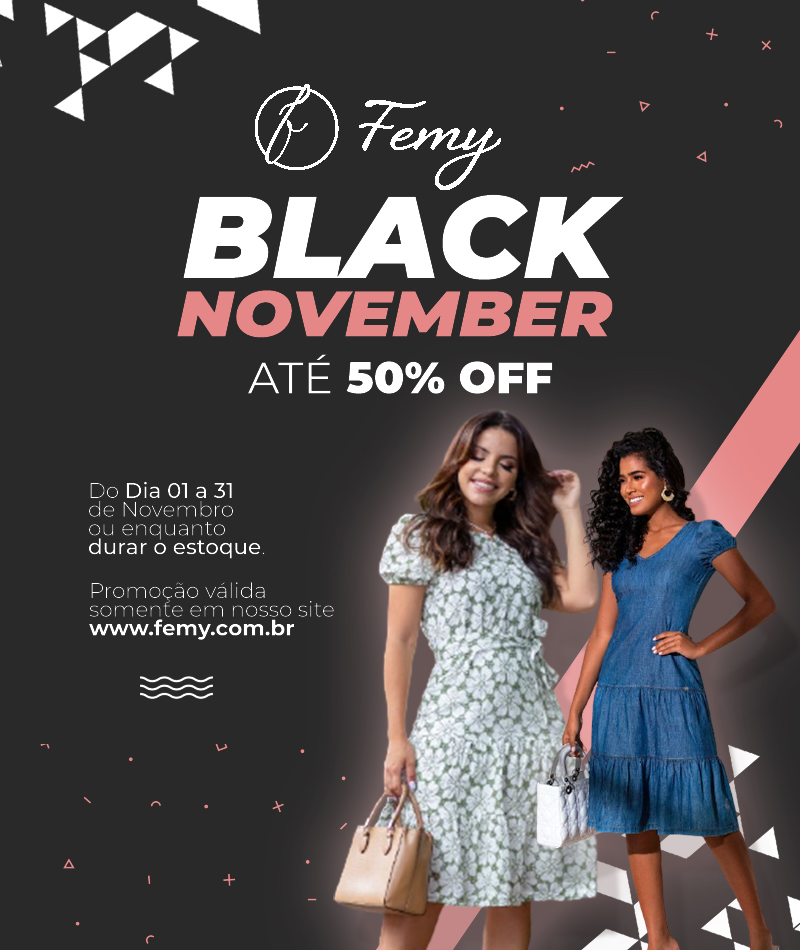 f Femy
BLACK
NOVEMBER
ATÉ 50% OFF
Do Dia 01 a 31
de Novembro
ou enquanto
durar o estoque.
Promoção válida
somente em nosso site
www.femy.com.br